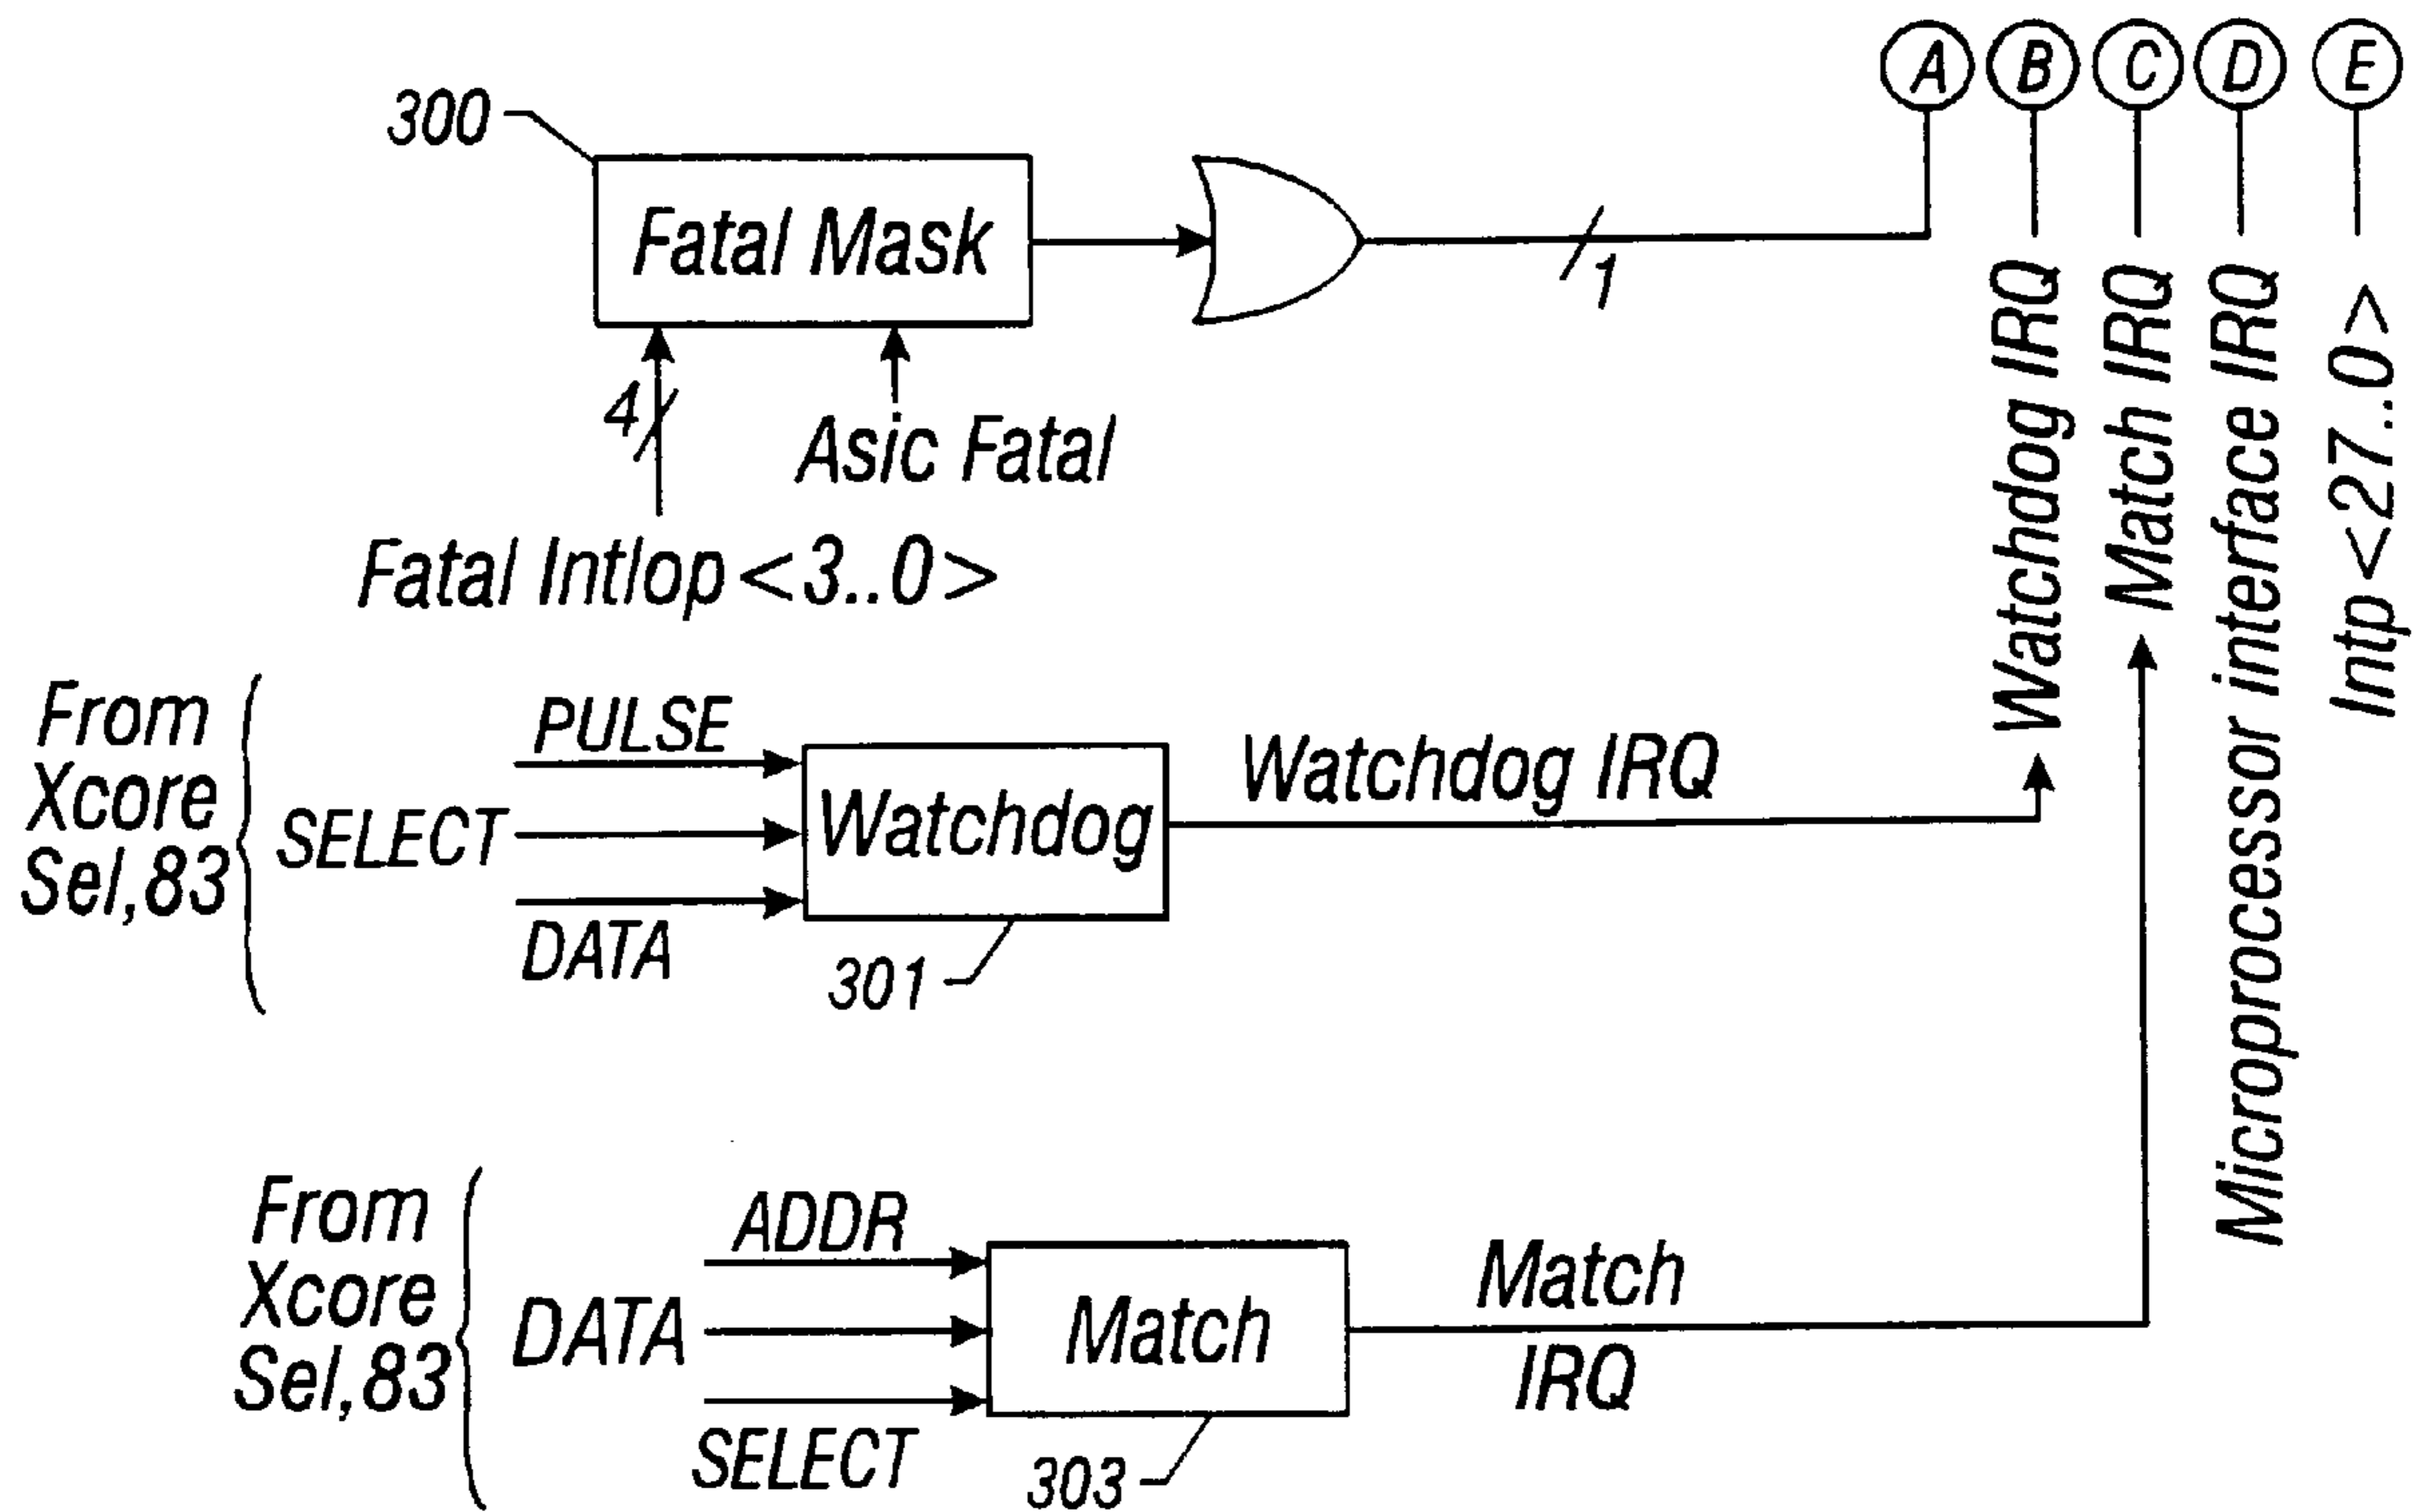 A B C D E
300
Fatal Mask
1
4
Asic Fatal
Fatal Intlop<3..0>
Watchdog IRQ
Match IRQ
Microprocessor interface IRQ
Intp<27..0>
From
Xcore
Sel,83
PULSE
SELECT
DATA
Watchdog
Watchdog IRQ
301
From
Xcore
Sel,83
ADDR
DATA
SELECT
Match
Match
IRQ
303